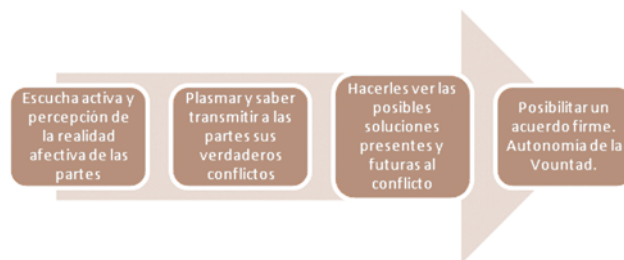 Escucha activa y
percepción de
la realidad
afectiva de las
partes
Plasmar y saber
transmitir a las
partes sus
verdaderos
conflictos
Hacerles ver las
posibles
soluciones
presentes y
futuras al
conflicto
Posibilitar un
acuerdo firme.
Autonomia de la
Vountad.